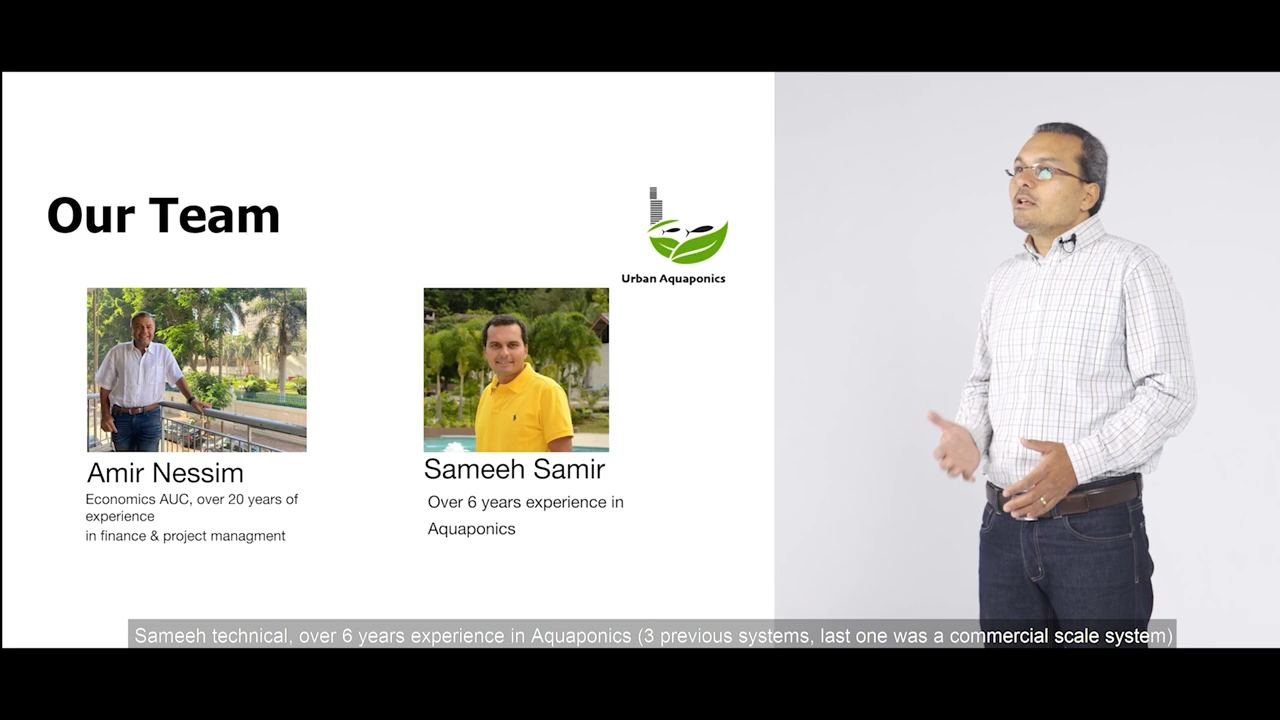 Our Team
Urban Aquaponics
Amir Nessim
Economics AUC, over 20 years of
experience
in finance & project managment
Sameeh Samir
Over 6 years experience in
Aquaponics
Sameeh technical, over 6 years experience in Aquaponics (3 previous systems, last one was a commercial scale system)